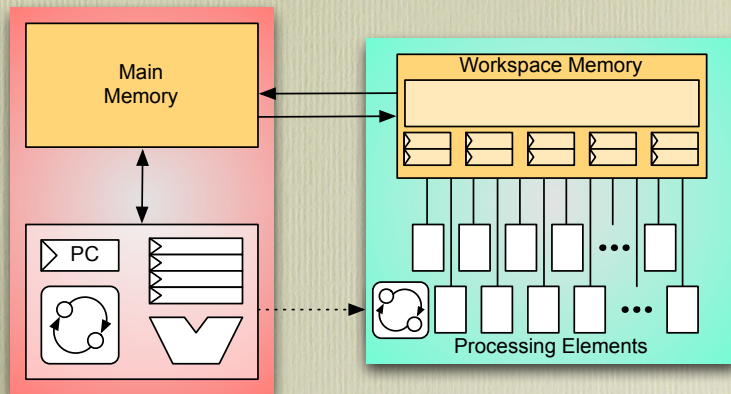 Main
Memory
Workspace Memory
PC
Processing Elements